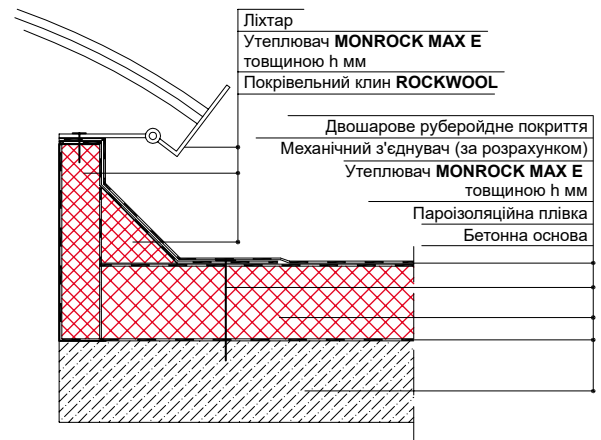 Ліхтар
Утеплювач MONROCK MAX E
товщиною h мм
Покрівельний клин ROCKWOOL
Двошарове руберойдне покриття
Механічний з'єднувач (за розрахунком)
Утеплювач MONROCK MAX E
товщиною h мм
Пароізоляційна плівка
Бетонна основа